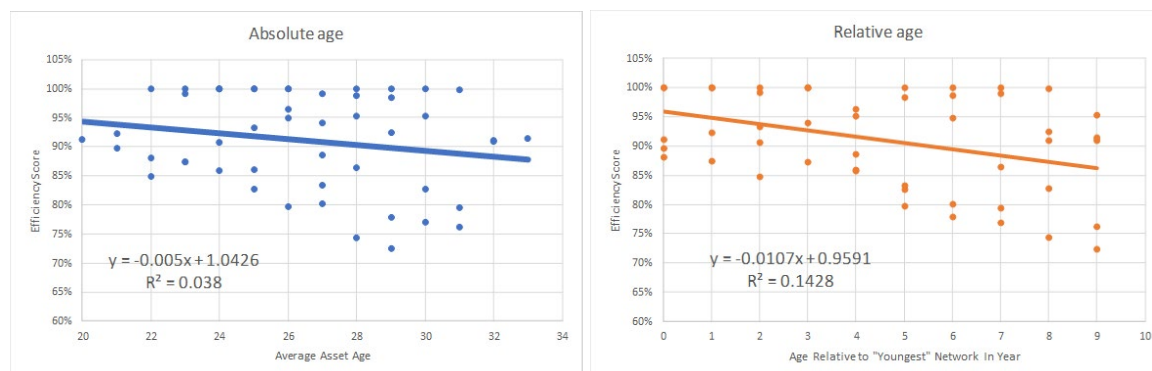 Absolute age
105%
100%
95%
90%
85%
80%
75%
70%
65%
60%
Efficiency Score
y = -0.005x + 1.0426
R² = 0.038
20 22 24 26 28 30 32 34
Average Asset Age
Relative age
105%
100%
95%
90%
85%
80%
75%
70%
65%
60%
Efficiency Score
y = -0.0107x + 0.9591
R² = 0.1428
0 1 2 3 4 5 6 7 8 9 10
Age Relative to "Youngest" Network In Year